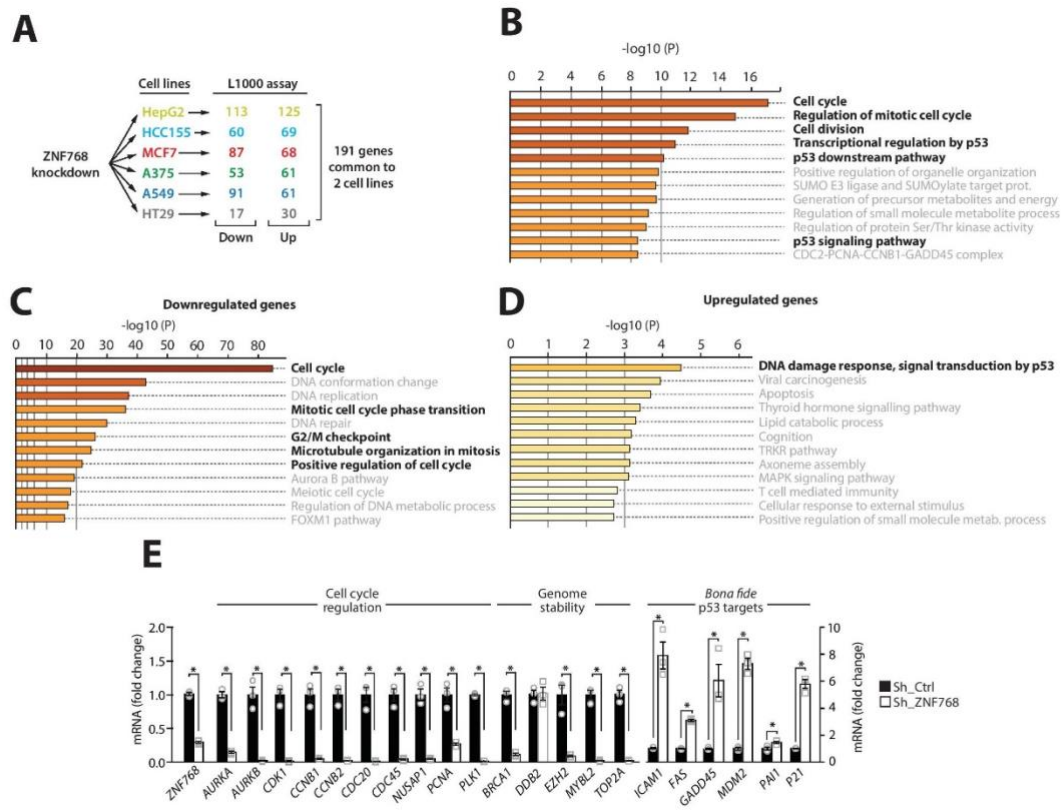 A
Cell lines L1000 assay
ZNF768 knockdown
HepG2 113 125
HCC155 60 69
MCF7 87 68
A375 53 61
A549 91 61
HT29 17 30
Down Up
191 genes
common to
2 cell lines
B
-log10 (P)
0 2 4 6 8 10 12 14 16
Cell cycle
Regulation of mitotic cell cycle
Cell division
Transcriptional regulation by p53
p53 downstream pathway
Positive regulation of organelle organization
SUMO E3 ligase and SUMOylate target prot.
Generation of precursor metabolites and energy
Regulation of small molecule metabolite process
Regulation of protein Ser/Thr kinase activity
p53 signaling pathway
CDC2-PCNA-CCNB1-GADD45 complex
C
Downregulated genes
-log10 (P)
0 10 20 30 40 50 60 70 80
Cell cycle
DNA conformation change
DNA replication
Mitotic cell cycle phase transition
DNA repair
G2/M checkpoint
Microtubule organization in mitosis
Positive regulation of cell cycle
Aurora B pathway
Meiotic cell cycle
Regulation of DNA metabolic process
FOXM1 pathway
D
Upregulated genes
-log10 (P)
0 1 2 3 4 5 6
DNA damage response, signal transduction by p53
Viral carcinogenesis
Apoptosis
Thyroid hormone signalling pathway
Lipid catabolic process
Cognition
TRKR pathway
Axoneme assembly
MAPK signaling pathway
T cell mediated immunity
Cellular response to external stimulus
Positive regulation of small molecule metab. process
E
Cell cycle
regulation
Genome
stability
Bona fide
p53 targets
mRNA (fold change)
2.0
1.5
1.0
0.5
0.0
* * * * * * * * * * * * * * * * * * * * *
10
8
6
4
2
0
mRNA (fold change)
Sh_Ctrl
Sh_ZNF768
ZNF768 AURKA AURKB CDK1 CCNB1 CCNB2 CDC20 CDC45 NUSAP1 PCNA PLK1 BRCA1 DDB2 EZH2 MYBL2 TOP2A ICAM1 FAS GADD45 MDM2 PAI1 P21